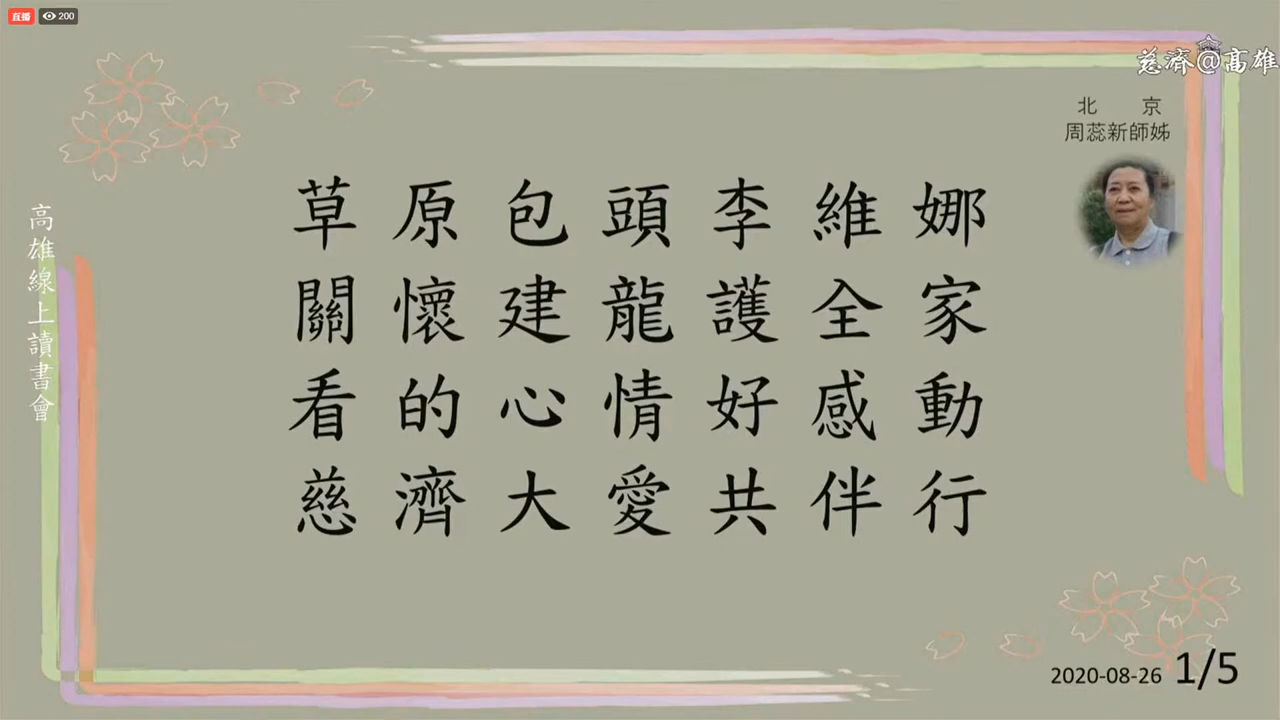 直播 200
慈濟@高雄
北京
周蕊新師姊
高雄線上讀書會
草原包頭李維娜
關懷建龍護全家
看的心情好感動
慈濟大愛共伴行
2020-08-26 1/5